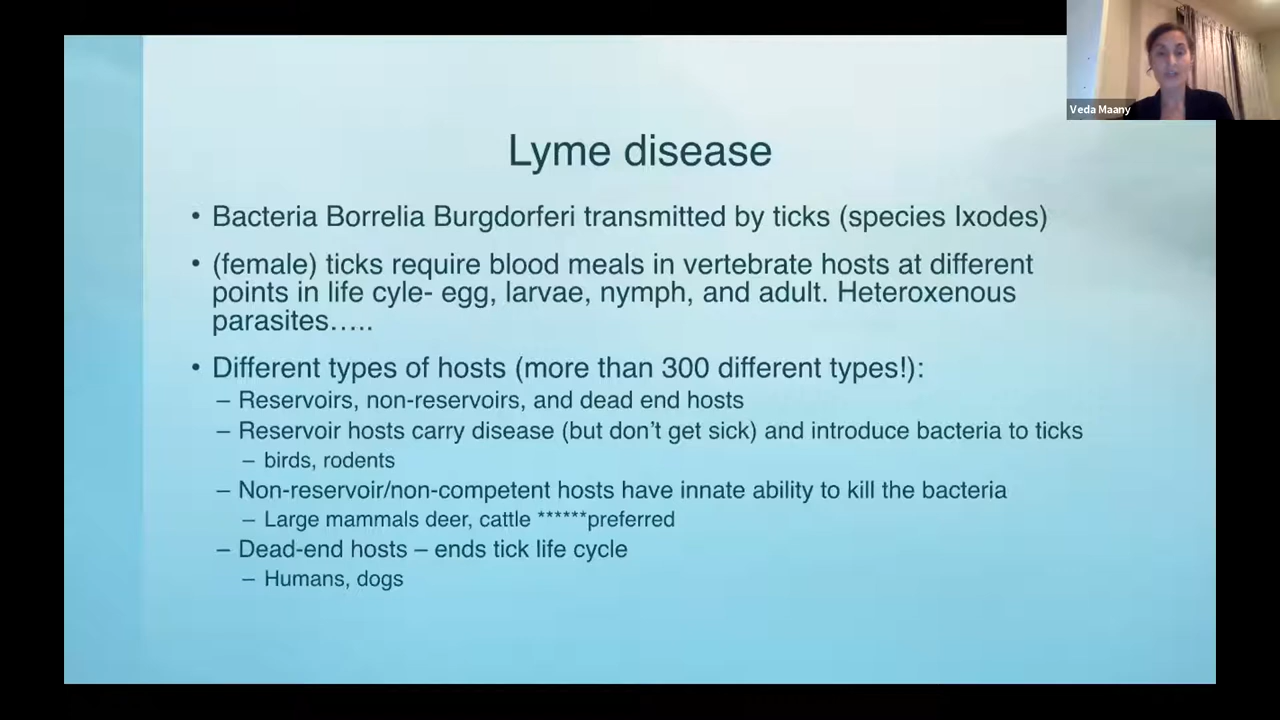 Veda Maany
Lyme disease
• Bacteria Borrelia Burgdorferi transmitted by ticks (species Ixodes)
• (female) ticks require blood meals in vertebrate hosts at different
points in life cyle- egg, larvae, nymph, and adult. Heteroxenous
parasites…..
• Different types of hosts (more than 300 different types!):
– Reservoirs, non-reservoirs, and dead end hosts
– Reservoir hosts carry disease (but don’t get sick) and introduce bacteria to ticks
– birds, rodents
– Non-reservoir/non-competent hosts have innate ability to kill the bacteria
– Large mammals deer, cattle ******preferred
– Dead-end hosts – ends tick life cycle
– Humans, dogs